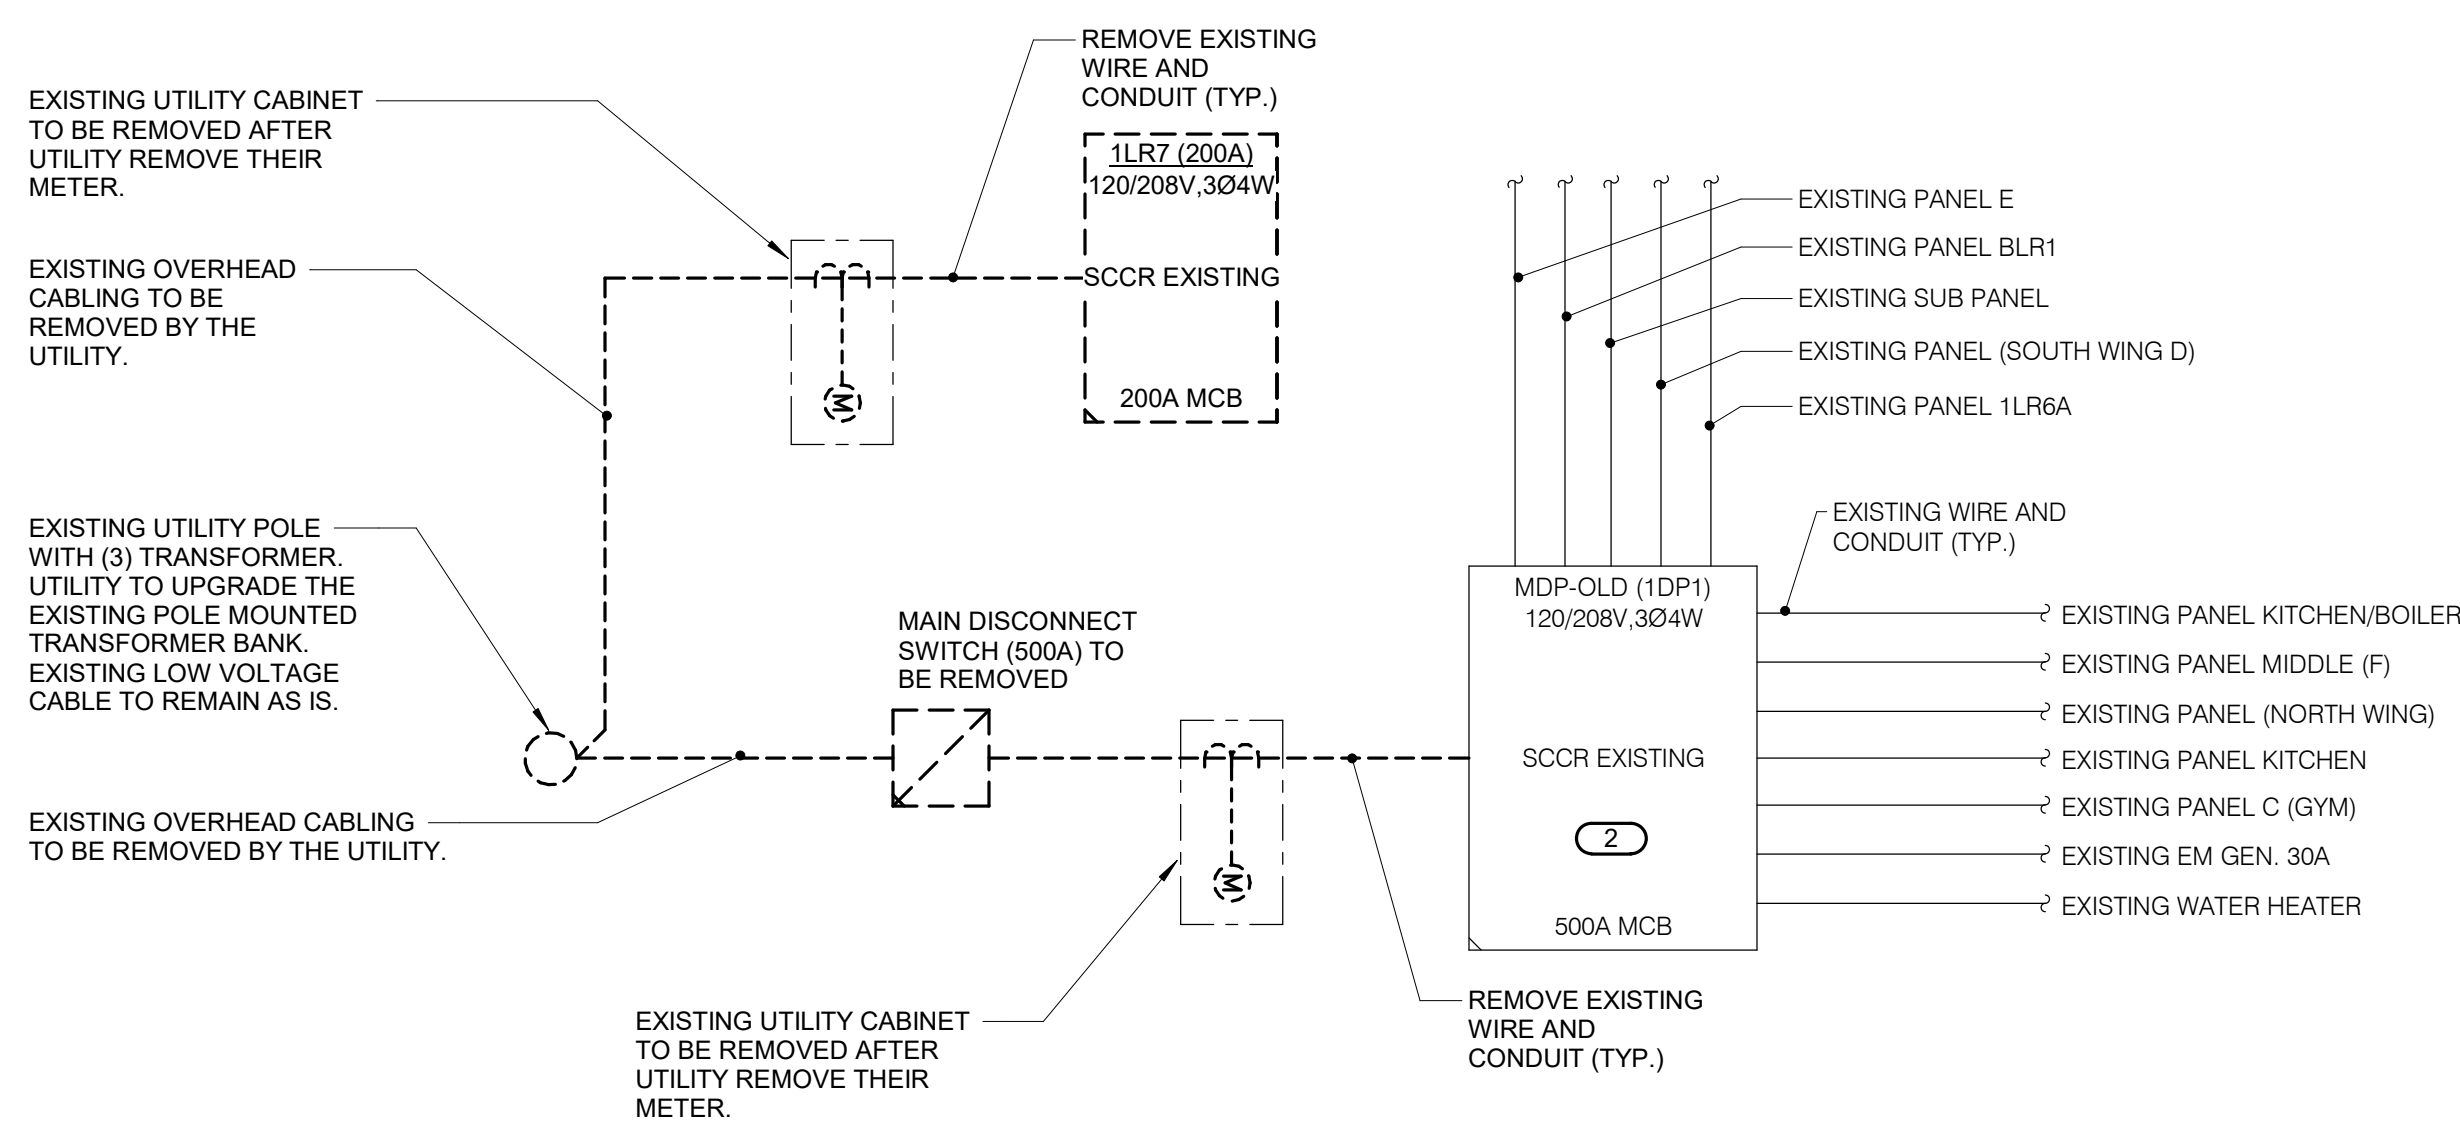 REMOVE EXISTING
WIRE AND
CONDUIT (TYP.)
EXISTING UTILITY CABINET
TO BE REMOVED AFTER
UTILITY REMOVE THEIR
METER.
1LR7 (200A)
120/208V,3Ø4W
SCCR EXISTING
200A MCB
M
EXISTING OVERHEAD
CABLING TO BE
REMOVED BY THE
UTILITY.
EXISTING PANEL E
EXISTING PANEL BLR1
EXISTING SUB PANEL
EXISTING PANEL (SOUTH WING D)
EXISTING PANEL 1LR6A
EXISTING WIRE AND
CONDUIT (TYP.)
EXISTING UTILITY POLE
WITH (3) TRANSFORMER.
UTILITY TO UPGRADE THE
EXISTING POLE MOUNTED
TRANSFORMER BANK.
EXISTING LOW VOLTAGE
CABLE TO REMAIN AS IS.
MAIN DISCONNECT
SWITCH (500A) TO
BE REMOVED
MDP-OLD (1DP1)
120/208V,3Ø4W
SCCR EXISTING
2
500A MCB
EXISTING PANEL KITCHEN/BOILER
EXISTING PANEL MIDDLE (F)
EXISTING PANEL (NORTH WING)
EXISTING PANEL KITCHEN
EXISTING PANEL C (GYM)
EXISTING EM GEN. 30A
EXISTING WATER HEATER
EXISTING OVERHEAD CABLING
TO BE REMOVED BY THE UTILITY.
M
EXISTING UTILITY CABINET
TO BE REMOVED AFTER
UTILITY REMOVE THEIR
METER.
REMOVE EXISTING
WIRE AND
CONDUIT (TYP.)